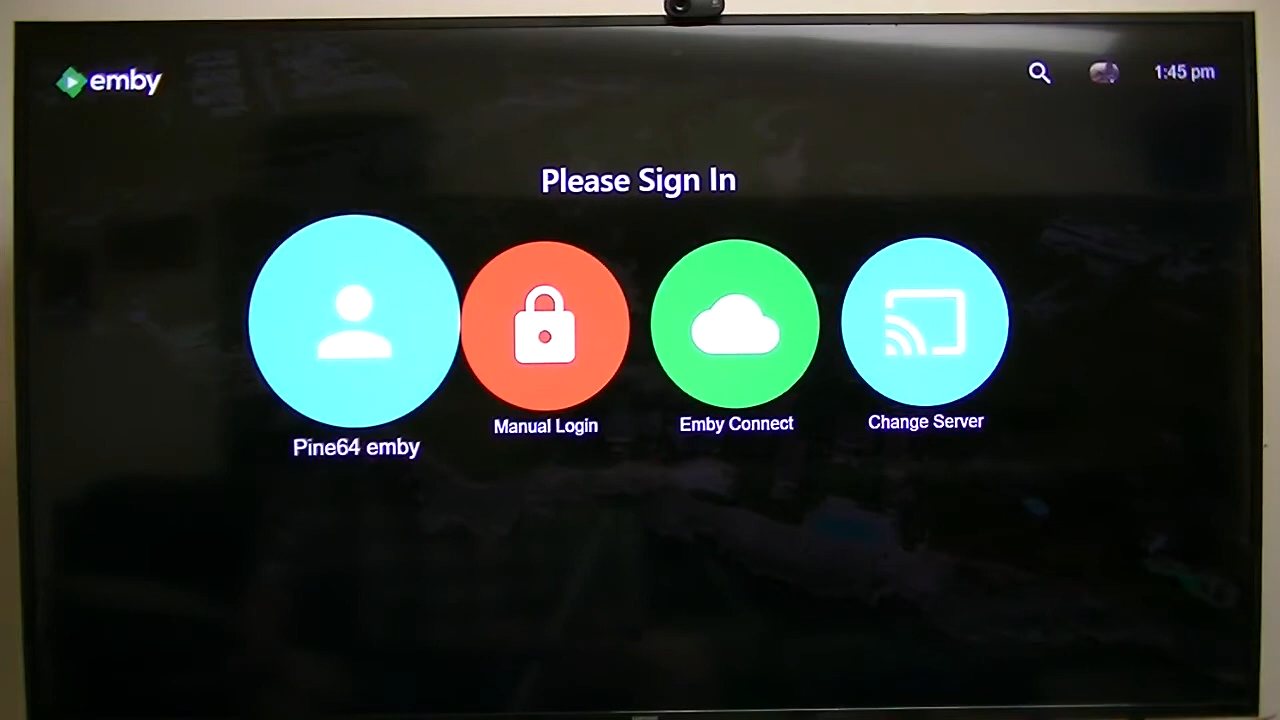 emby
1:45 pm
Please Sign In
Pine64 emby
Manual Login
Emby Connect
Change Server